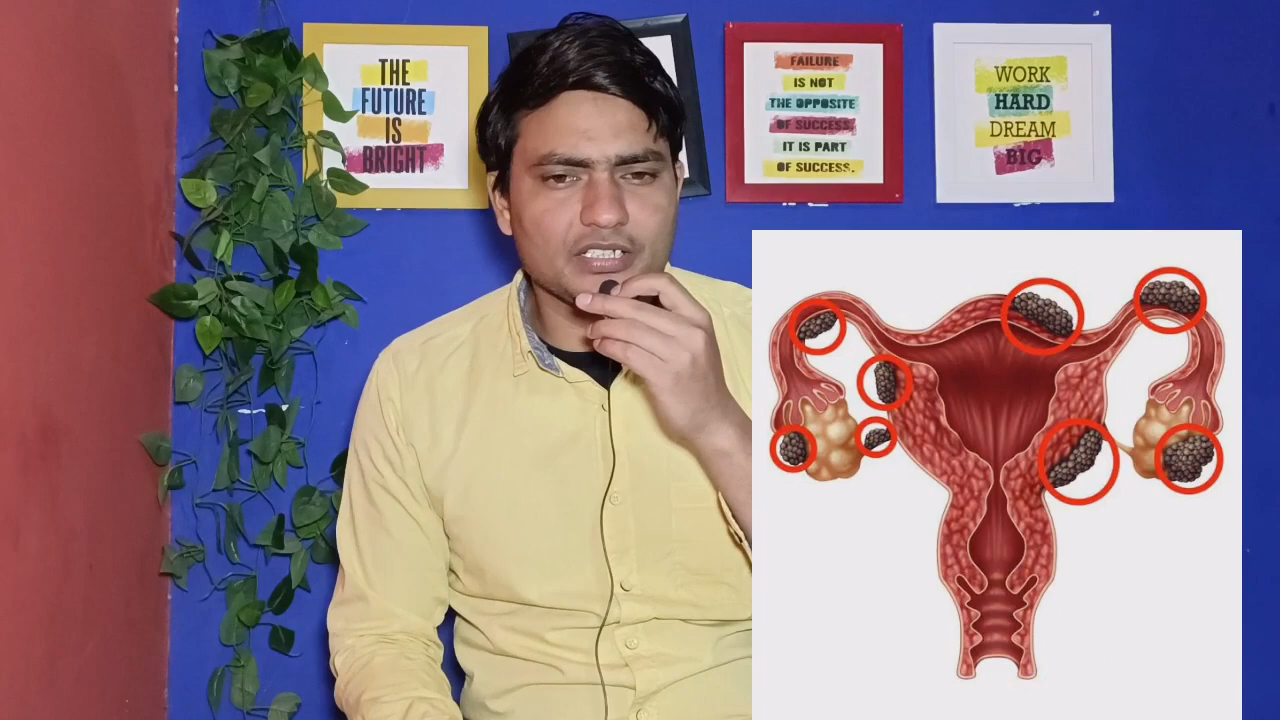 THE
FUTURE
IS
BRIGHT
FAILURE
IS NOT
THE OPPOSITE
OF SUCCESS
IT IS PART
OF SUCCESS.
WORK
HARD
DREAM
BIG